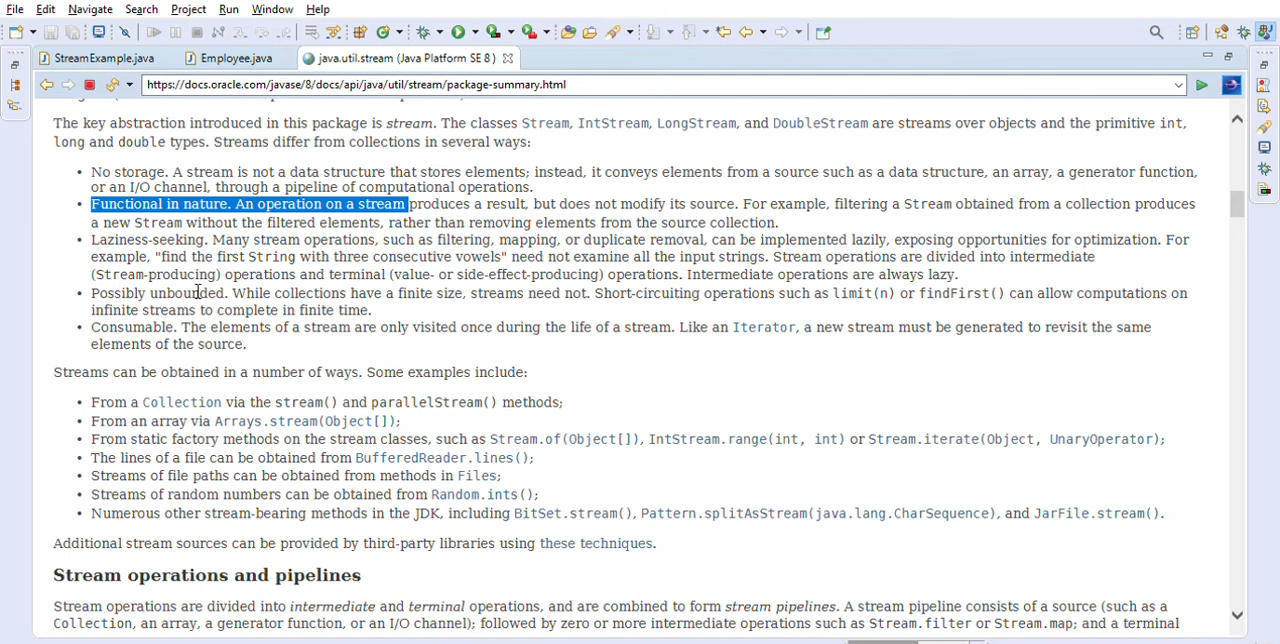 File Edit Navigate Search Project Run Window Help
StreamExample.java Employee.java java.util.stream (Java Platform SE 8 )
https://docs.oracle.com/javase/8/docs/api/java/util/stream/package-summary.html
The key abstraction introduced in this package is stream. The classes Stream, IntStream, LongStream, and DoubleStream are streams over objects and the primitive int,
long and double types. Streams differ from collections in several ways:
• No storage. A stream is not a data structure that stores elements; instead, it conveys elements from a source such as a data structure, an array, a generator function,
or an I/O channel, through a pipeline of computational operations.
• Functional in nature. An operation on a stream produces a result, but does not modify its source. For example, filtering a Stream obtained from a collection produces
a new Stream without the filtered elements, rather than removing elements from the source collection.
• Laziness-seeking. Many stream operations, such as filtering, mapping, or duplicate removal, can be implemented lazily, exposing opportunities for optimization. For
example, "find the first String with three consecutive vowels" need not examine all the input strings. Stream operations are divided into intermediate
(Stream-producing) operations and terminal (value- or side-effect-producing) operations. Intermediate operations are always lazy.
• Possibly unbounded. While collections have a finite size, streams need not. Short-circuiting operations such as limit(n) or findFirst() can allow computations on
infinite streams to complete in finite time.
• Consumable. The elements of a stream are only visited once during the life of a stream. Like an Iterator, a new stream must be generated to revisit the same
elements of the source.
Streams can be obtained in a number of ways. Some examples include:
• From a Collection via the stream() and parallelStream() methods;
• From an array via Arrays.stream(Object[]);
• From static factory methods on the stream classes, such as Stream.of(Object[]), IntStream.range(int, int) or Stream.iterate(Object, UnaryOperator);
• The lines of a file can be obtained from BufferedReader.lines();
• Streams of file paths can be obtained from methods in Files;
• Streams of random numbers can be obtained from Random.ints();
• Numerous other stream-bearing methods in the JDK, including BitSet.stream(), Pattern.splitAsStream(java.lang.CharSequence), and JarFile.stream().
Additional stream sources can be provided by third-party libraries using these techniques.
Stream operations and pipelines
Stream operations are divided into intermediate and terminal operations, and are combined to form stream pipelines. A stream pipeline consists of a source (such as a
Collection, an array, a generator function, or an I/O channel); followed by zero or more intermediate operations such as Stream.filter or Stream.map; and a terminal